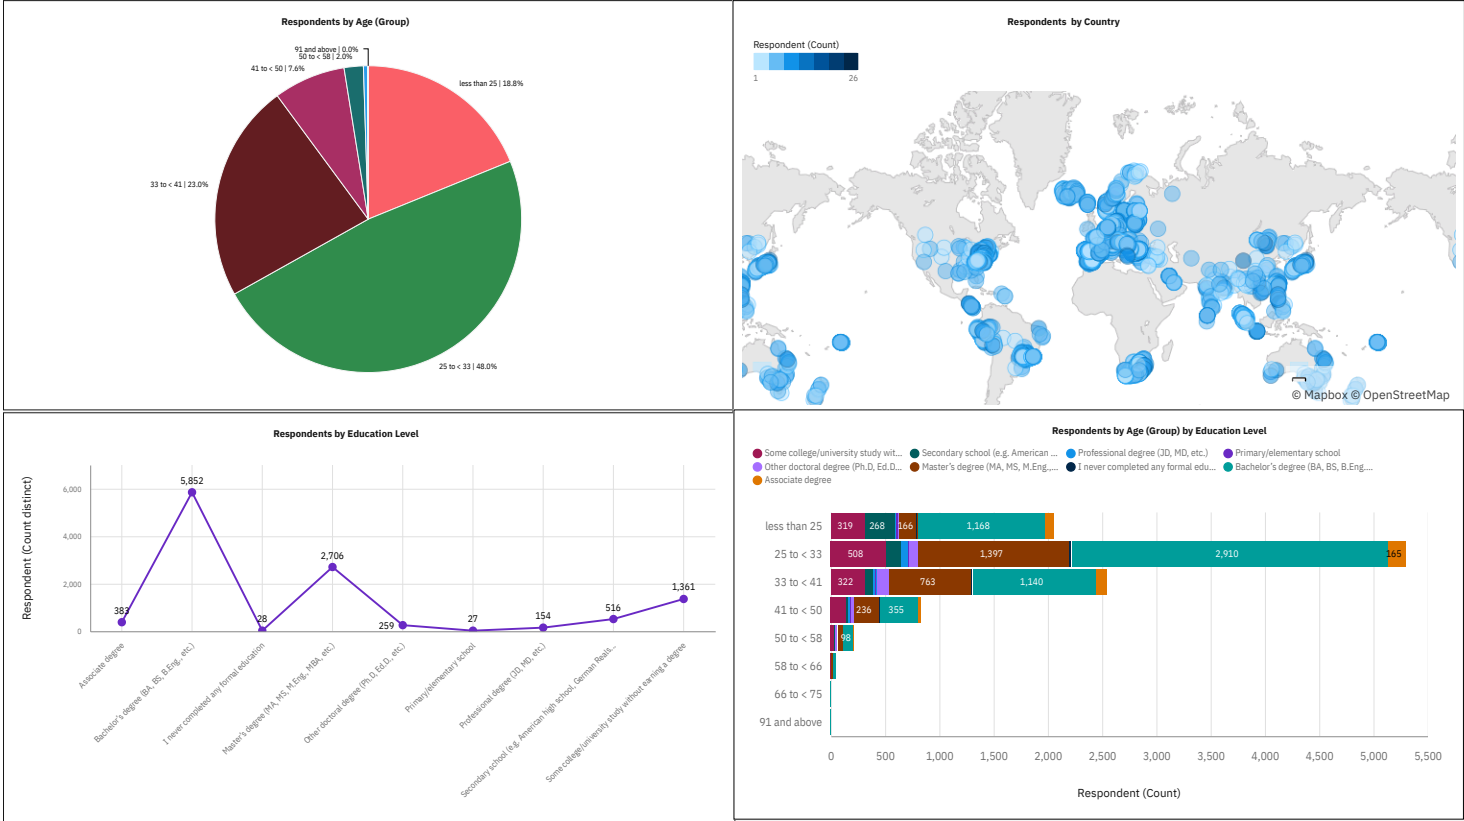 Respondents by Age (Group)
91 and above | 0.0%
50 to < 58 | 2.0%
41 to < 50 | 7.6%
less than 25 | 18.8%
33 to < 41 | 23.0%
25 to < 33 | 48.0%
Respondents by Country
Respondent (Count)
1 26
© Mapbox © OpenStreetMap
Respondents by Education Level
Respondent (Count distinct)
6,000
4,000
2,000
0
383
5,852
28
2,706
259
27
154
516
1,361
Associate degree
Bachelor's degree (BA, BS, B.Eng., etc.)
I never completed any formal education
Master's degree (MA, MS, M.Eng., MBA, etc.)
Other doctoral degree (Ph.D, Ed.D., etc.)
Primary/elementary school
Professional degree (JD, MD, etc.)
Secondary school (e.g. American high school, German Reals...
Some college/university study without earning a degree
Respondents by Age (Group) by Education Level
Some college/university study wit... Secondary school (e.g. American ... Professional degree (JD, MD, etc.) Primary/elementary school
Other doctoral degree (Ph.D, Ed.D... Master's degree (MA, MS, M.Eng.,... I never completed any formal edu... Bachelor's degree (BA, BS, B.Eng....
Associate degree
less than 25 319 268 166 1,168
25 to < 33 508 1,397 2,910 165
33 to < 41 322 763 1,140
41 to < 50 236 355
50 to < 58 98
58 to < 66
66 to < 75
91 and above
0 500 1,000 1,500 2,000 2,500 3,000 3,500 4,000 4,500 5,000 5,500
Respondent (Count)